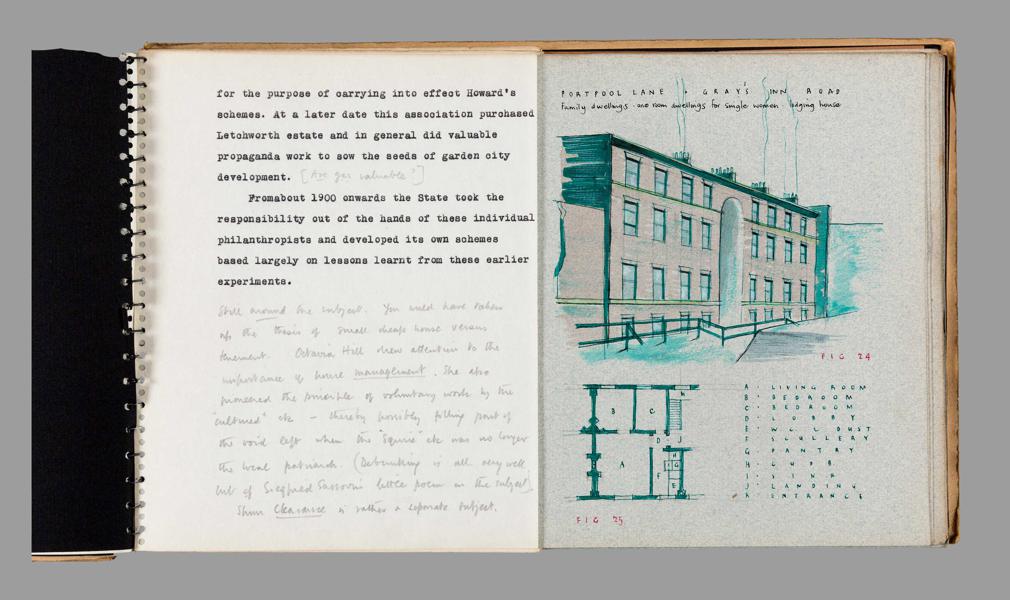 for the purpose of carrying into effect Howard's
schemes. At a later date this association purchased
Letchworth estate and in general did valuable
propaganda work to sow the seeds of garden city
development. [Are gas valuable?]
Fromabout 1900 onwards the State took the
responsibility out of the hands of these individual
philanthropists and developed its own schemes
based largely on lessons learnt from these earlier
experiments.
Still around the subject. You could have taken
up the thesis of small cheap house versus
tenement. Octavia Hill drew attention to the
importance of house management. She also
pioneered the principle of voluntary work by the
"cultured" etc – thereby possibly filling part of
the void left when the "Squire" etc was no longer
the local patriarch. (Debunking is all very well,
but of Siegfried Sassoon's little poem on the subject).
Slum Clearance is rather a separate subject.
PORTPOOL LANE · GRAY'S INN ROAD
Family dwellings · one room dwellings for single women · lodging house
FIG 24
A · LIVING ROOM
B · BEDROOM
C · BEDROOM
D · LOBBY
E · W.C. & DUST
F · SCULLERY
G · PANTRY
H · CUPB.
I · SINK
J · LANDING
K · ENTRANCE
B
C
H
D · J
A
F
H
I
G
E
FIG 25